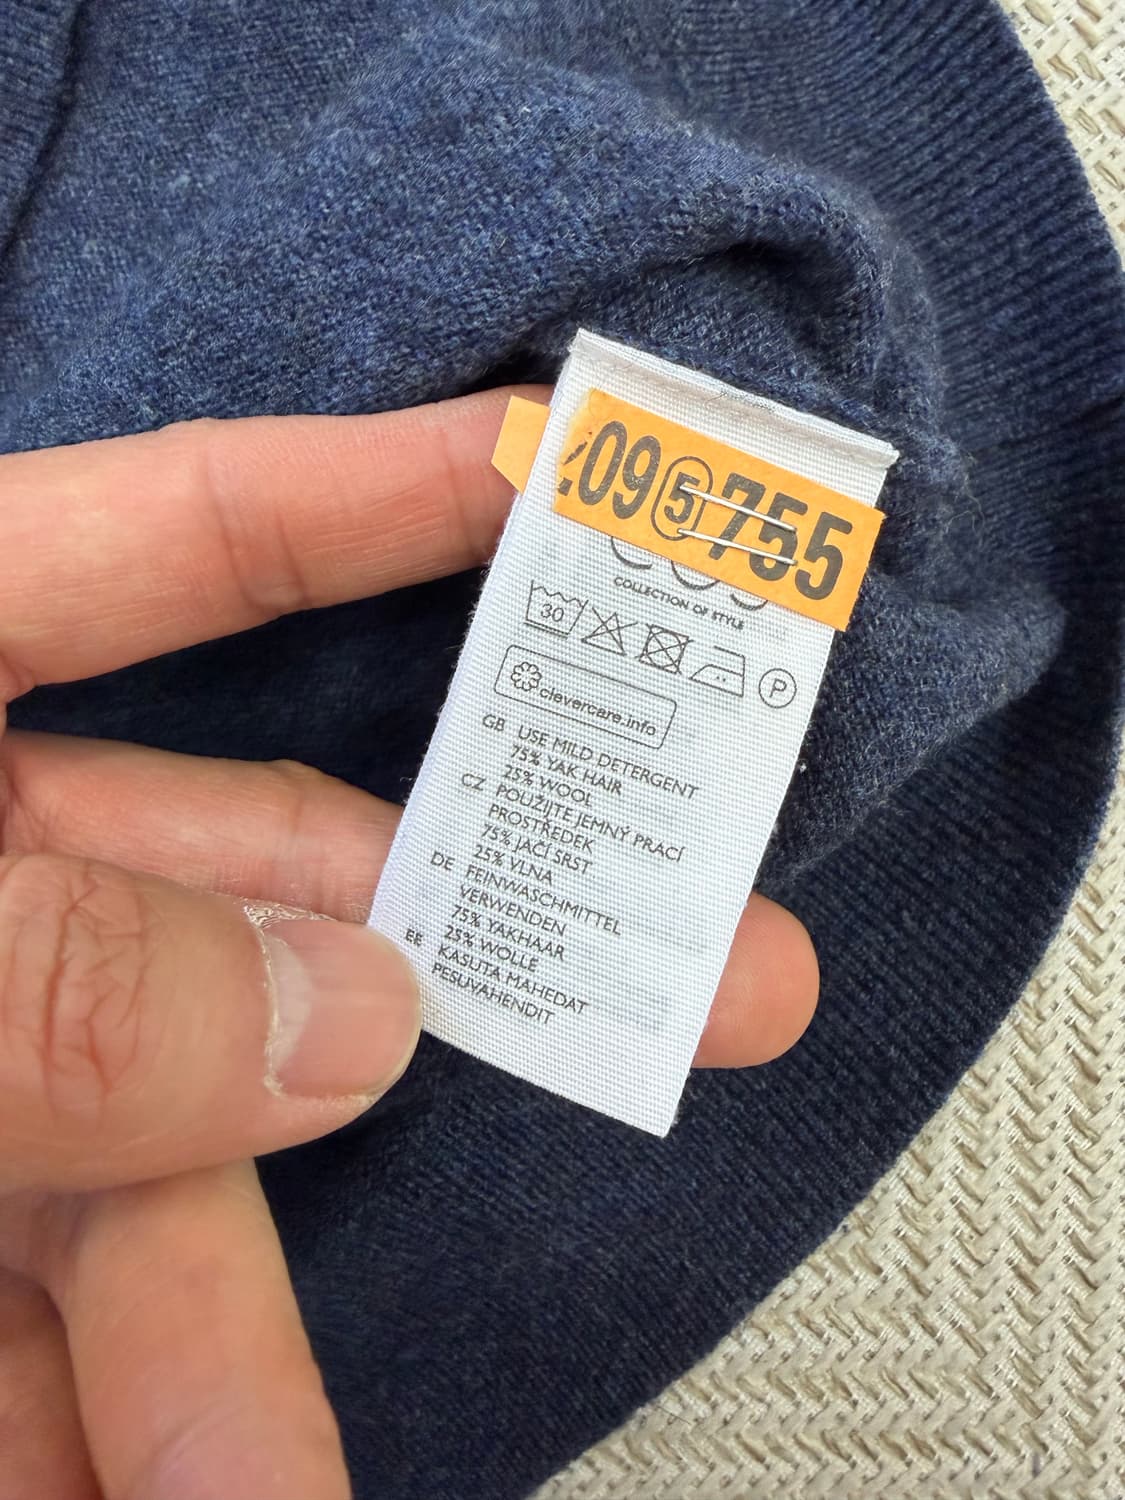 209 5 755
COLLECTION OF STYLE
30
P
clevercare.info
GB USE MILD DETERGENT
75% YAK HAIR
25% WOOL
CZ POUŽIJTE JEMNÝ PRACÍ
PROSTŘEDEK
75% JAČÍ SRST
25% VLNA
DE FEINWASCHMITTEL
VERWENDEN
75% YAKHAAR
25% WOLLE
EE KASUTA MAHEDAT
PESUVAHENDIT